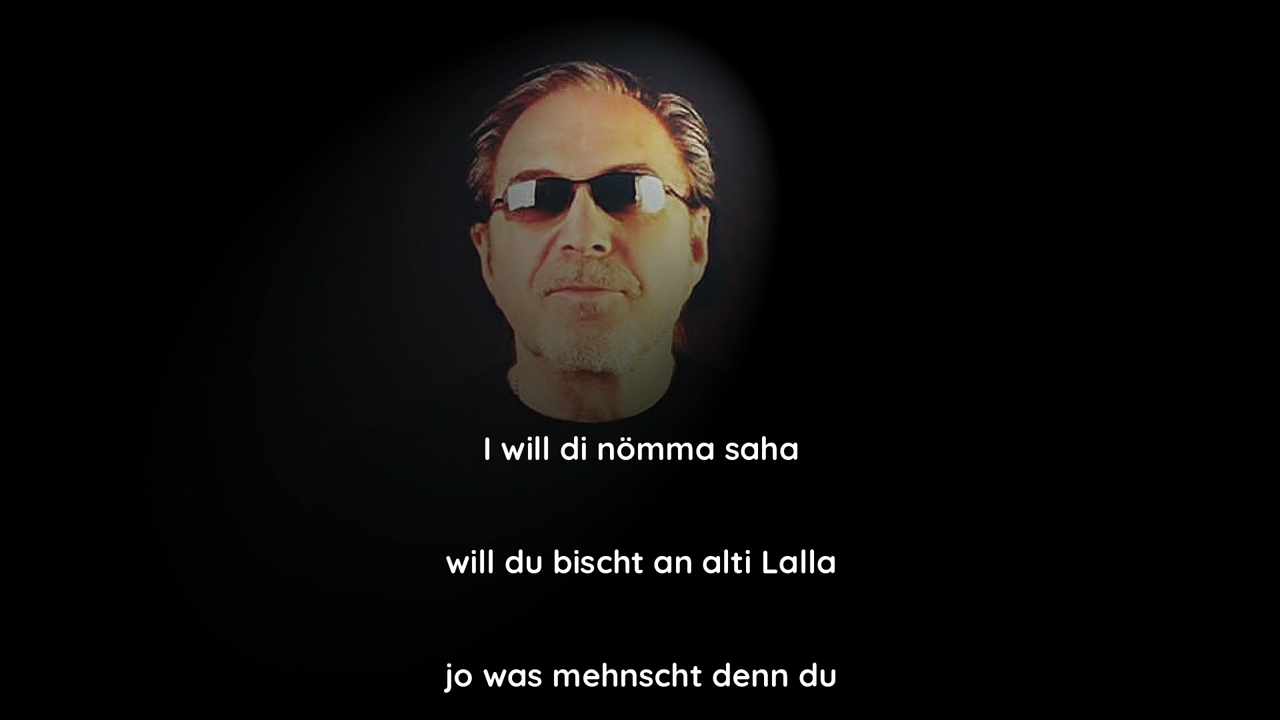 I will di nömma saha
will du bischt an alti Lalla
jo was mehnscht denn du